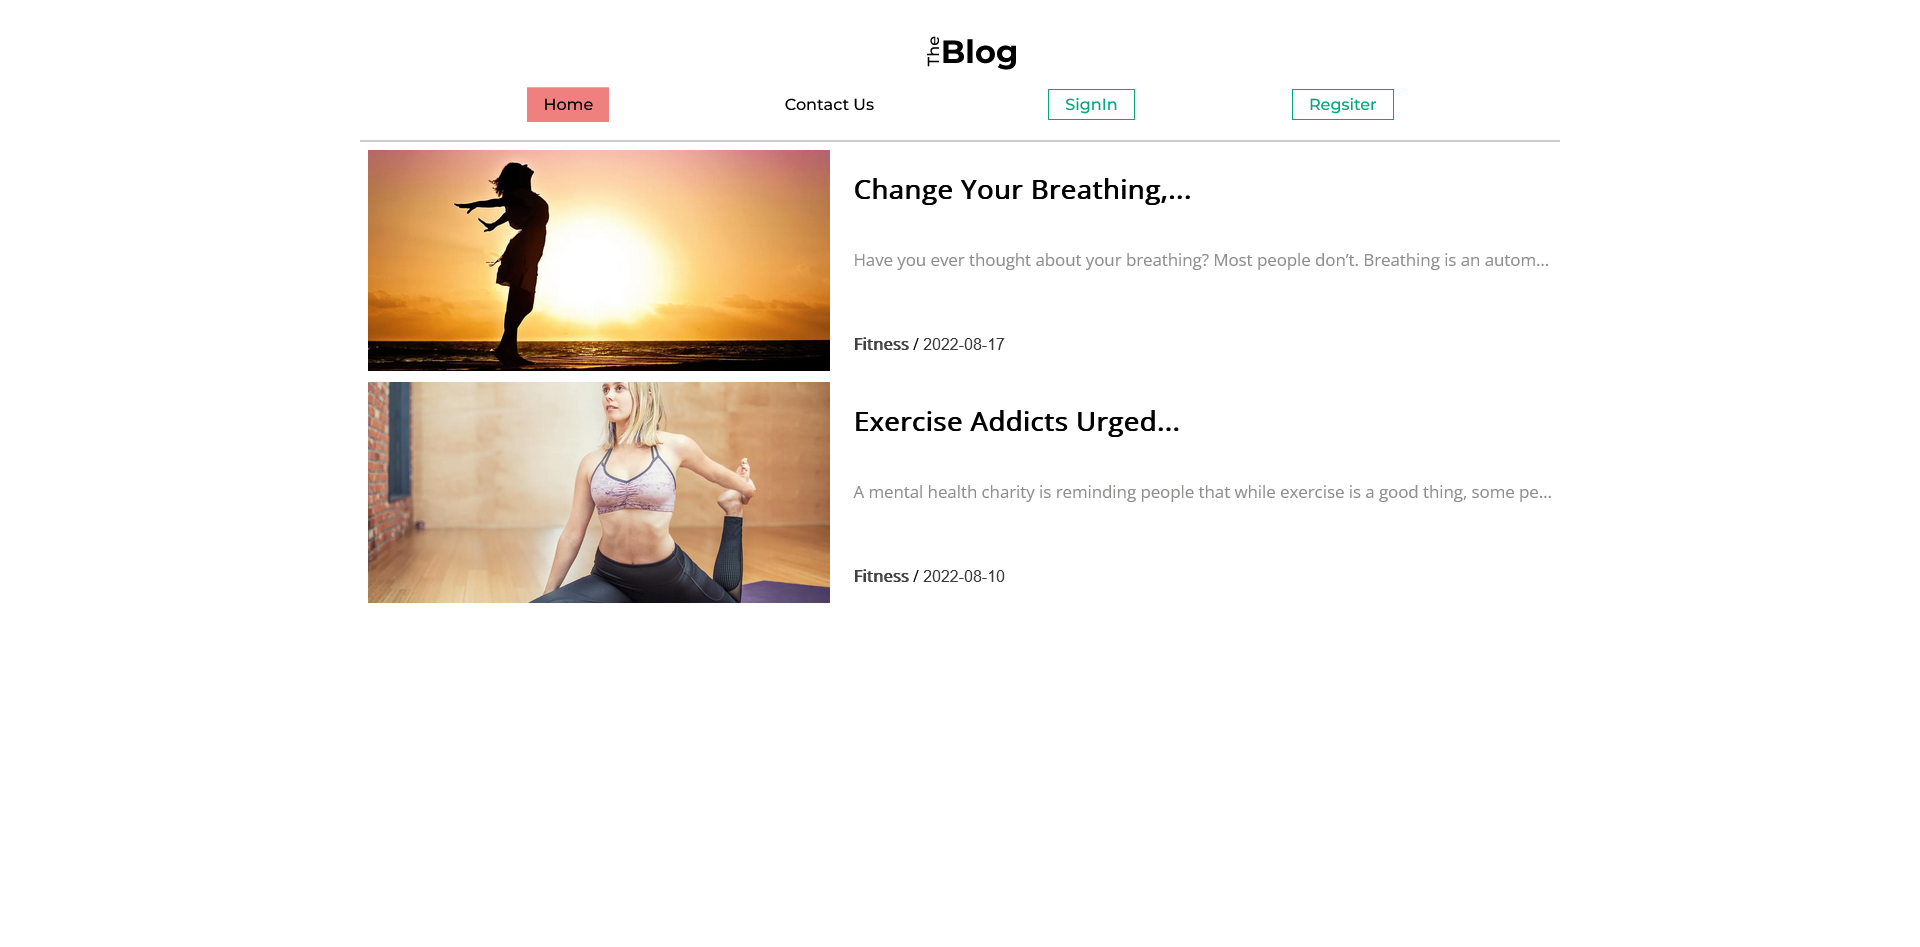 The Blog
Home Contact Us SignIn Regsiter
Change Your Breathing,...
Have you ever thought about your breathing? Most people don’t. Breathing is an autom...
Fitness / 2022-08-17
Exercise Addicts Urged...
A mental health charity is reminding people that while exercise is a good thing, some pe...
Fitness / 2022-08-10